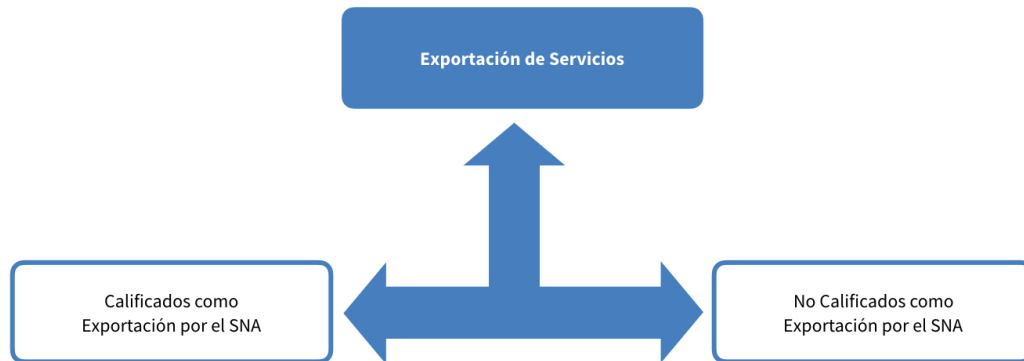 Exportación de Servicios
Calificados como
Exportación por el SNA
No Calificados como
Exportación por el SNA